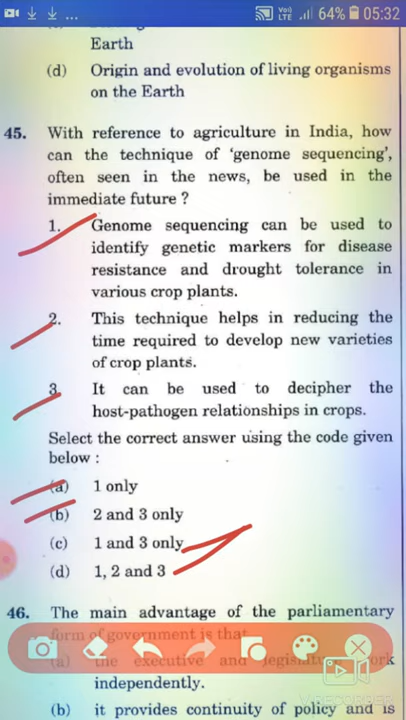 Vo)
LTE
64%
05:32
Earth
(d) Origin and evolution of living organisms
on the Earth
45. With reference to agriculture in India, how
can the technique of 'genome sequencing',
often seen in the news, be used in the
immediate future ?
1. Genome sequencing can be used to
identify genetic markers for disease
resistance and drought tolerance in
various crop plants.
2. This technique helps in reducing the
time required to develop new varieties
of crop plants.
3. It can be used to decipher the
host-pathogen relationships in crops.
Select the correct answer using the code given
below :
(a) 1 only
(b) 2 and 3 only
(c) 1 and 3 only
(d) 1, 2 and 3
46. The main advantage of the parliamentary
form of government is that
(a) the executive and legislature work
independently.
(b) it provides continuity of policy and is